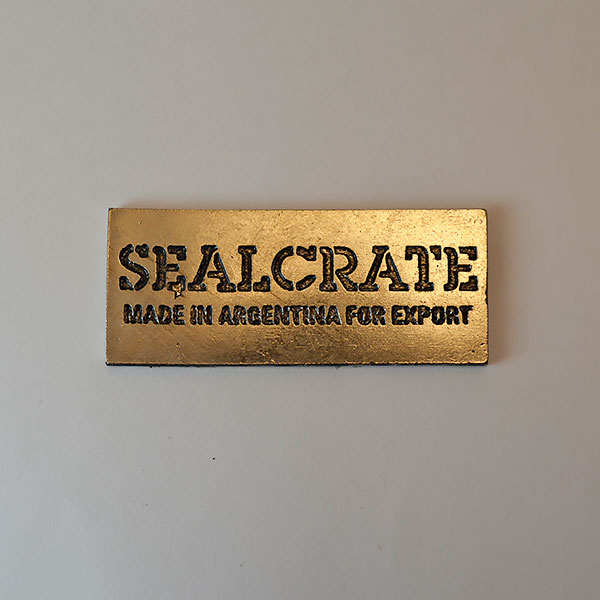 SEALCRATE
MADE IN ARGENTINA FOR EXPORT